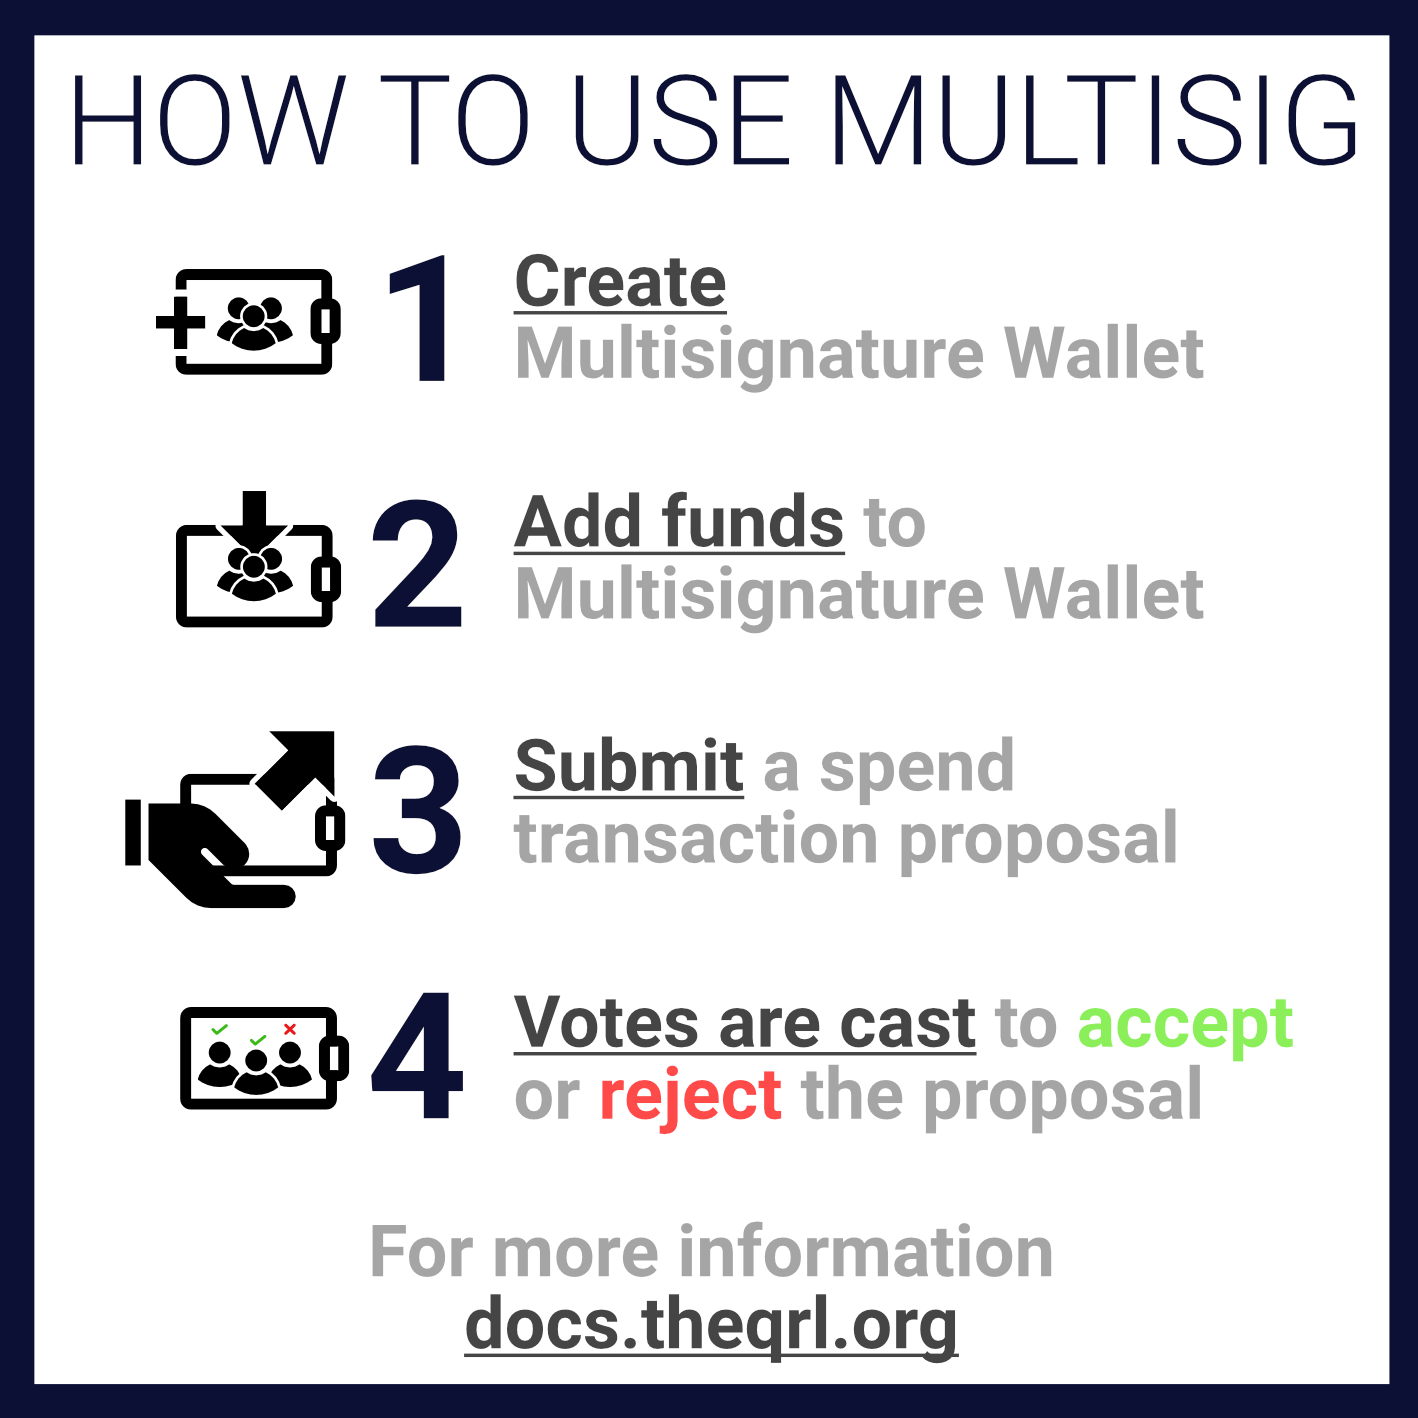 HOW TO USE MULTISIG
1
Create
Multisignature Wallet
2
Add funds to
Multisignature Wallet
3
Submit a spend
transaction proposal
4
Votes are cast to accept
or reject the proposal
For more information
docs.theqrl.org